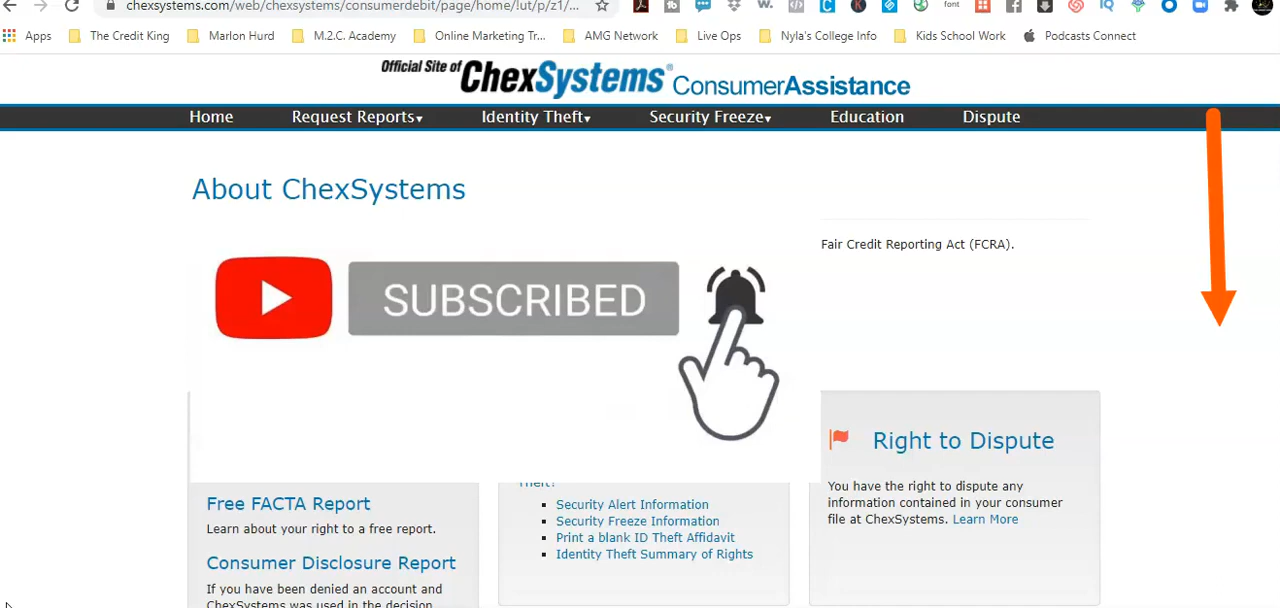 chexsystems.com/web/chexsystems/consumerdebit/page/home/lut/p/z1/...
font
Apps The Credit King Marlon Hurd M.2.C. Academy Online Marketing Tr... AMG Network Live Ops Nyla's College Info Kids School Work Podcasts Connect
Official Site of ChexSystems® ConsumerAssistance
Home Request Reports▾ Identity Theft▾ Security Freeze▾ Education Dispute
About ChexSystems
Fair Credit Reporting Act (FCRA).
SUBSCRIBED
Free FACTA Report
Learn about your right to a free report.
Consumer Disclosure Report
If you have been denied an account and
ChexSystems was used in the decision
Theft?
Security Alert Information
Security Freeze Information
Print a blank ID Theft Affidavit
Identity Theft Summary of Rights
Right to Dispute
You have the right to dispute any
information contained in your consumer
file at ChexSystems. Learn More